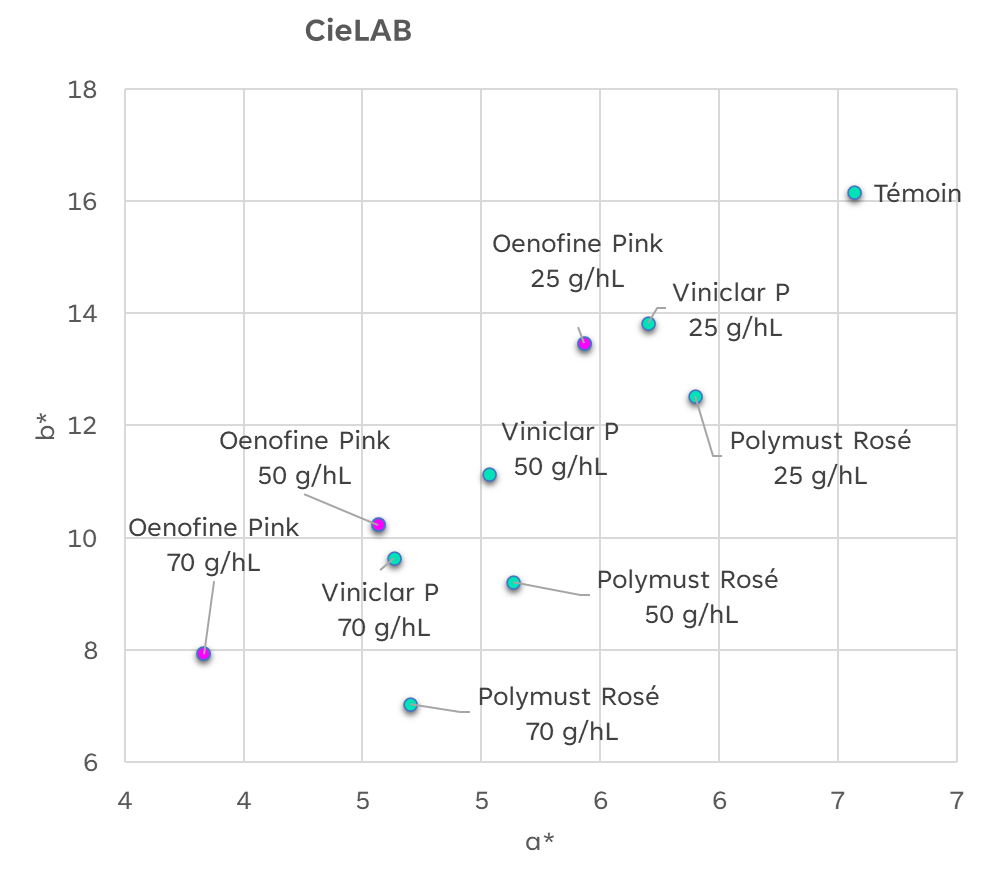 CieLAB
18
16
Témoin
Oenofine Pink
25 g/hL
Viniclar P
25 g/hL
14
b*
12
Viniclar P
50 g/hL
Polymust Rosé
25 g/hL
Oenofine Pink
50 g/hL
Oenofine Pink
70 g/hL
10
Viniclar P
70 g/hL
Polymust Rosé
50 g/hL
8
Polymust Rosé
70 g/hL
6
4 4 5 5 6 6 7 7
a*